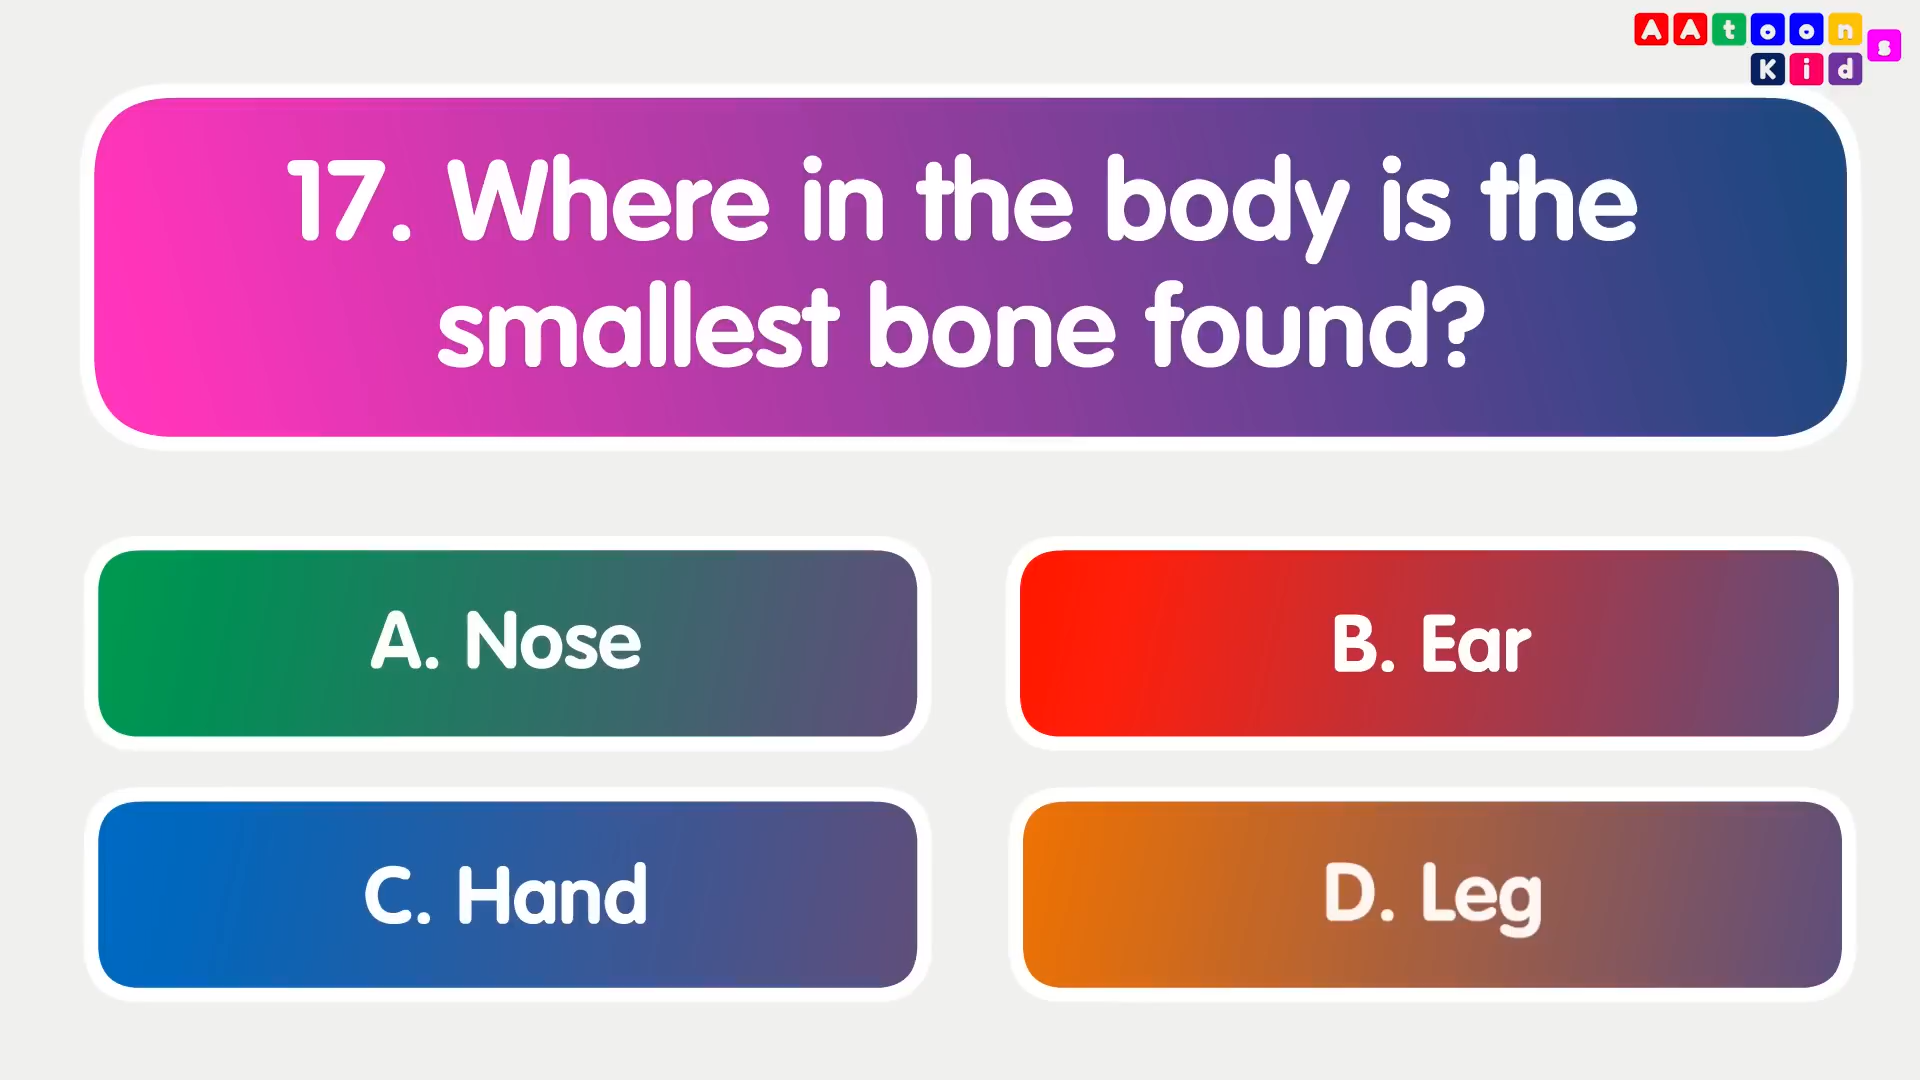 AAtoons
Kid
17. Where in the body is the
smallest bone found?
A. Nose
B. Ear
C. Hand
D. Leg